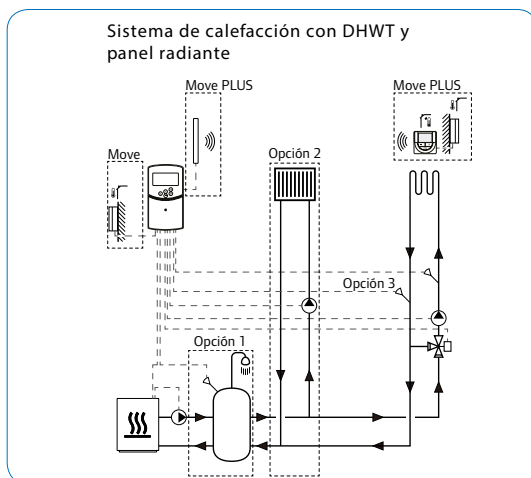 Sistema de calefacción con DHWT y
panel radiante
Move PLUS
Move PLUS
Move
Opción 2
Opción 3
Opción 1